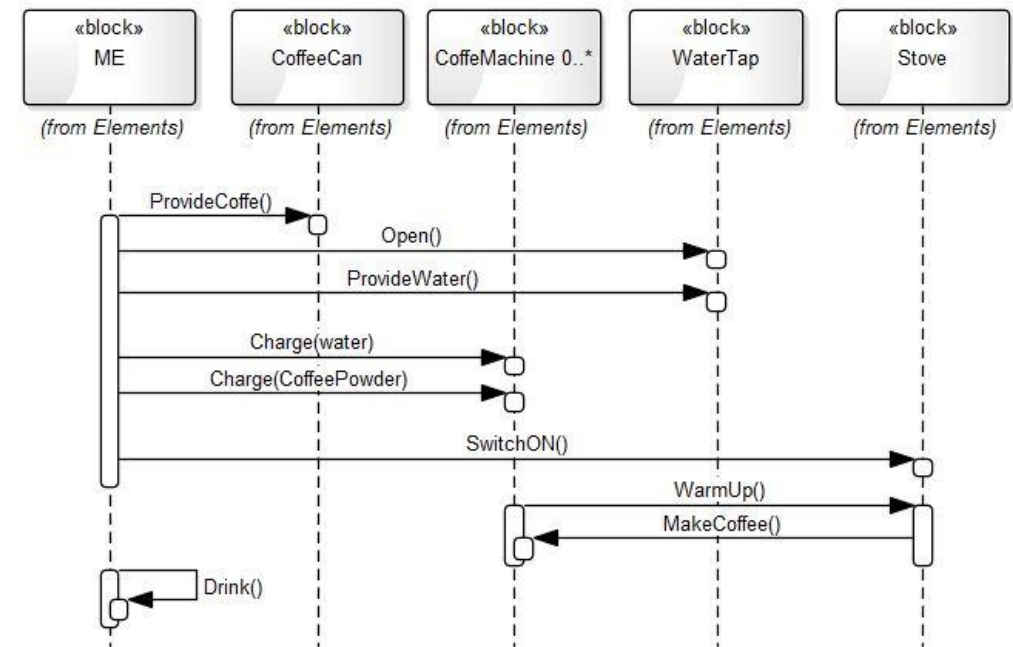 «block»
ME
«block»
CoffeeCan
«block»
CoffeMachine 0..*
«block»
WaterTap
«block»
Stove
(from Elements)
(from Elements)
(from Elements)
(from Elements)
(from Elements)
ProvideCoffe()
Open()
ProvideWater()
Charge(water)
Charge(CoffeePowder)
SwitchON()
WarmUp()
MakeCoffee()
Drink()